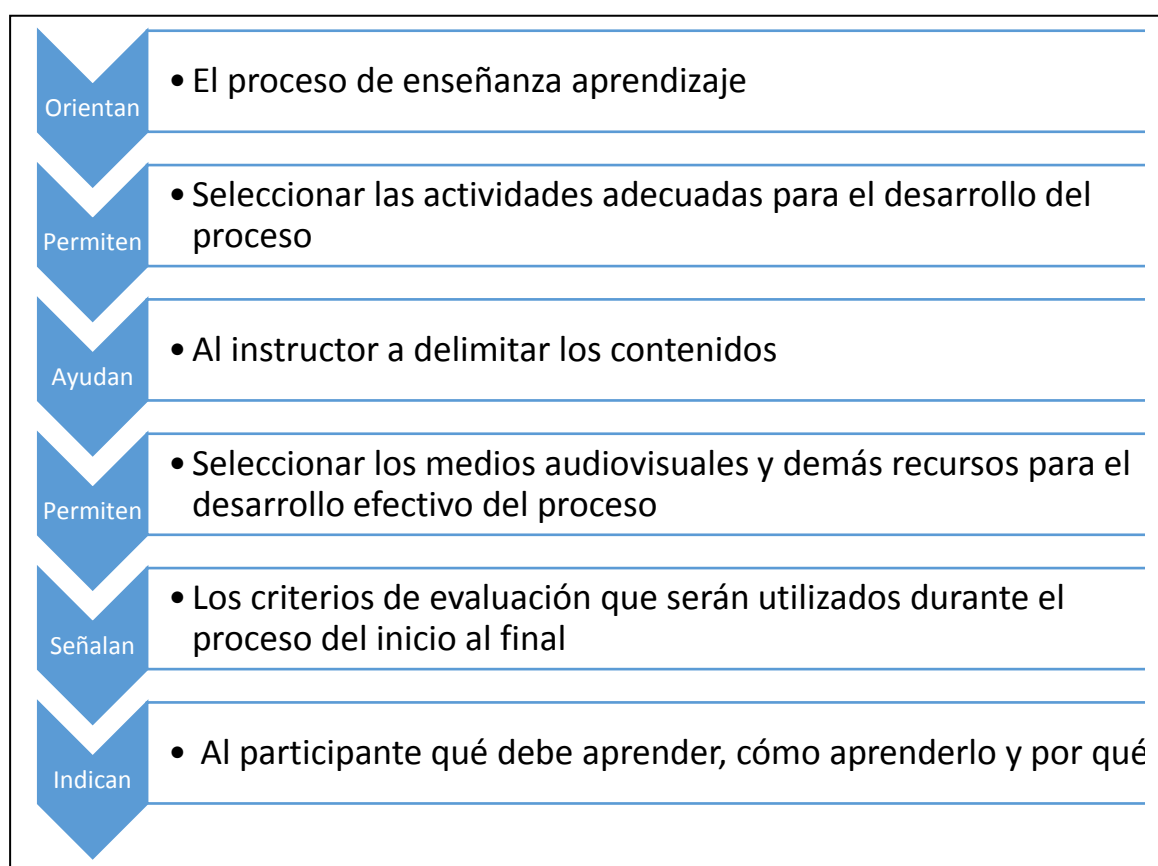 Orientan
• El proceso de enseñanza aprendizaje
Permiten
• Seleccionar las actividades adecuadas para el desarrollo del
proceso
Ayudan
• Al instructor a delimitar los contenidos
Permiten
• Seleccionar los medios audiovisuales y demás recursos para el
desarrollo efectivo del proceso
Señalan
• Los criterios de evaluación que serán utilizados durante el
proceso del inicio al final
Indican
• Al participante qué debe aprender, cómo aprenderlo y por qué